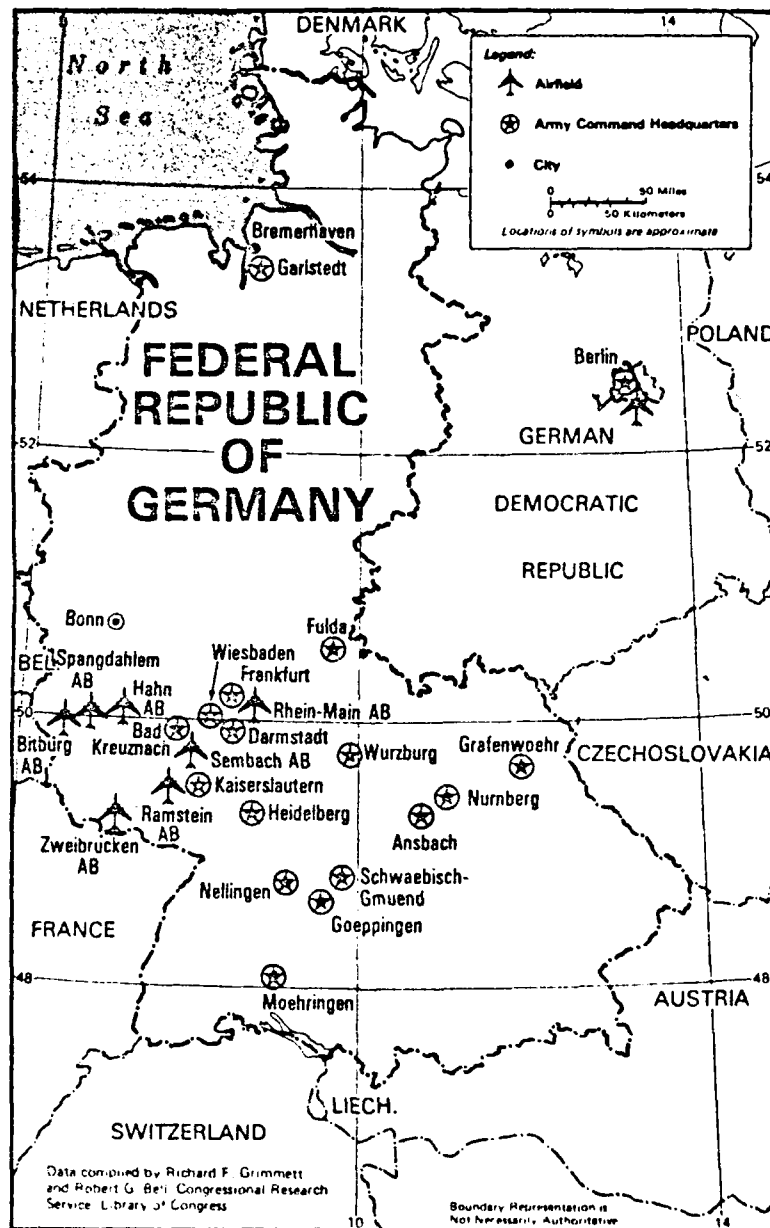 DENMARK
14
North
Sea
Legend:
Airfield
Army Command Headquarters
City
0 50 Miles
0 50 Kilometers
Locations of symbols are approximate
54
54
Bremerhaven
Garlstedt
NETHERLANDS
POLAND
FEDERAL
REPUBLIC
OF
GERMANY
Berlin
GERMAN
52
52
DEMOCRATIC
REPUBLIC
Bonn
Fulda
BEL
Spangdahlem
AB
Wiesbaden
Frankfurt
Hahn
AB
Rhein-Main AB
50
50
Bitburg
AB
Bad
Kreuznach
Darmstadt
Sembach AB
Wurzburg
Grafenwoehr
CZECHOSLOVAKIA
Kaiserslautern
Nurnberg
Ramstein
AB
Heidelberg
Ansbach
Zweibrucken
AB
Nellingen
Schwaebisch-
Gmuend
Goeppingen
FRANCE
48
48
Moehringen
AUSTRIA
LIECH.
SWITZERLAND
Data compiled by Richard F. Grimmett
and Robert G. Bell, Congressional Research
Service, Library of Congress
10
Boundary Representation is
Not Necessarily Authoritative
14